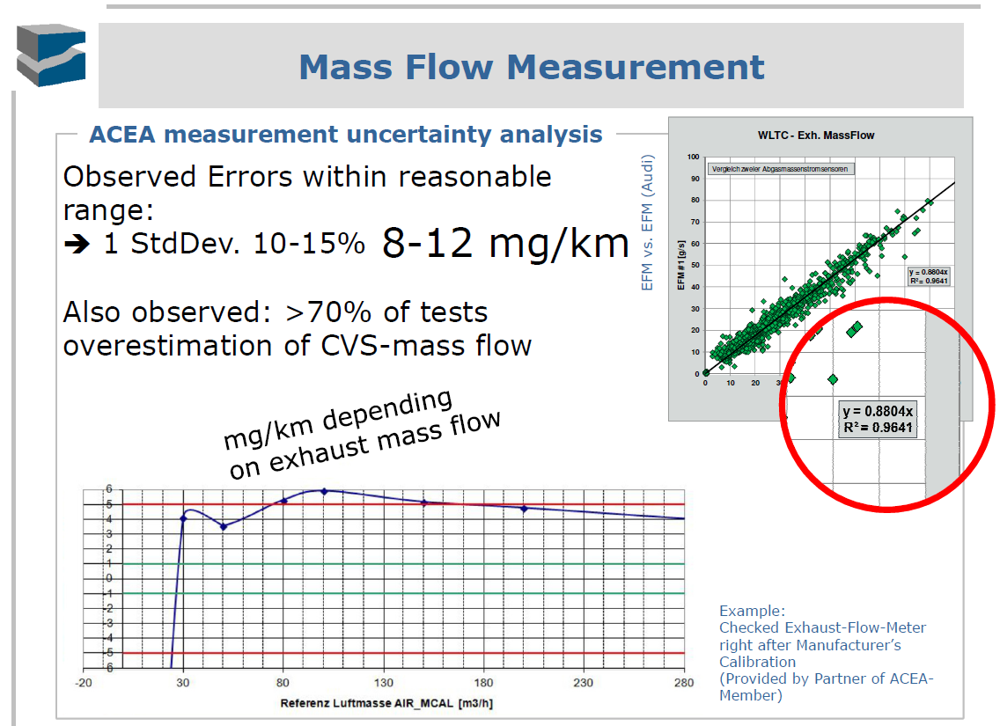 Mass Flow Measurement
ACEA measurement uncertainty analysis
Observed Errors within reasonable
range:
➔ 1 StdDev. 10-15% 8-12 mg/km
Also observed: >70% of tests
overestimation of CVS-mass flow
EFM vs. EFM (Audi)
WLTC - Exh. MassFlow
Vergleich zweier Abgasmassenstromsensoren
EFM #1 [g/s]
100
90
80
70
60
50
40
30
20
10
0
0 10 20 3
y = 0.8804x
R² = 0.9641
y = 0.8804x
R² = 0.9641
mg/km depending
on exhaust mass flow
6
5
4
3
2
1
0
-1
-2
-3
-4
-5
6
-20 30 80 130 180 230 280
Referenz Luftmasse AIR_MCAL [m3/h]
Example:
Checked Exhaust-Flow-Meter
right after Manufacturer's
Calibration
(Provided by Partner of ACEA-
Member)